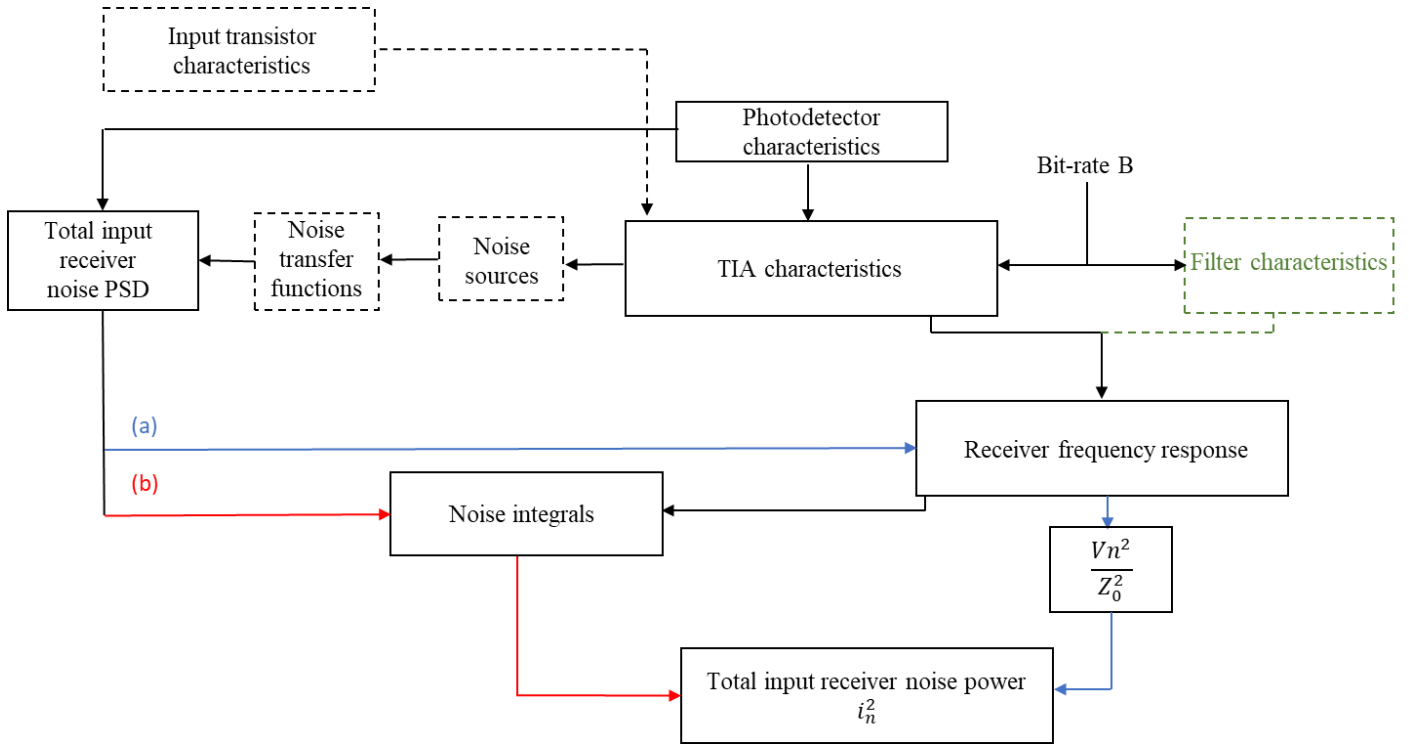 Input transistor
characteristics
Photodetector
characteristics
Bit-rate B
Total input
receiver
noise PSD
Noise
transfer
functions
Noise
sources
TIA characteristics
Filter characteristics
(a)
Receiver frequency response
(b)
Noise integrals
Vn²
Z₀²
Total input receiver noise power
iₙ²